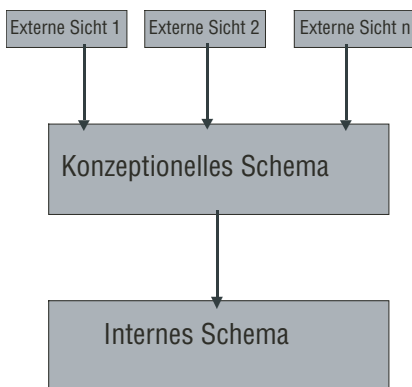 Externe Sicht 1
Externe Sicht 2
Externe Sicht n
Konzeptionelles Schema
Internes Schema